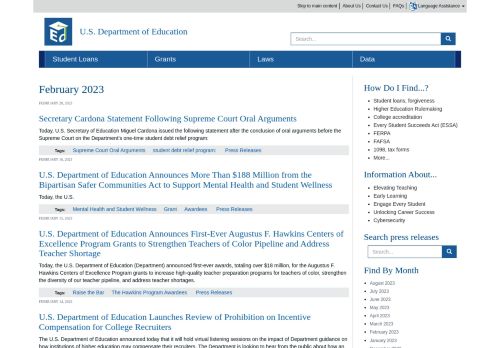 Skip to main content | About Us | Contact Us | FAQs | Language Assistance
U.S. Department of Education
Search...
Student Loans
Grants
Laws
Data
February 2023
FEBRUARY 28, 2023
Secretary Cardona Statement Following Supreme Court Oral Arguments
Today, U.S. Secretary of Education Miguel Cardona issued the following statement after the conclusion of oral arguments before the
Supreme Court on the Department's one-time student debt relief program:
Tags: Supreme Court Oral Arguments student debt relief program: Press Releases
U.S. Department of Education Announces More Than $188 Million from the
Bipartisan Safer Communities Act to Support Mental Health and Student Wellness
Today, the U.S.
Tags: Mental Health and Student Wellness Grant Awardees Press Releases
U.S. Department of Education Announces First-Ever Augustus F. Hawkins Centers of
Excellence Program Grants to Strengthen Teachers of Color Pipeline and Address
Teacher Shortage
Today, the U.S. Department of Education (Department) announced first-ever awards, totaling over $18 million, for the Augustus F.
Hawkins Centers of Excellence grants to increase high-quality teacher preparation programs for teachers of color, strengthen
the diversity of our teacher pipeline, and address teacher shortages.
Tags: Raise the Bar The Hawkins Program Awardees Press Releases
U.S. Department of Education Launches Review of Prohibition on Incentive
Compensation for College Recruiters
The U.S. Department of Education announced today that it will hold virtual listening sessions on the impact of Department guidance on
how institutions of higher education may compensate their recruiters. The Department is looking to hear from the public about how an
How Do I Find...?
Student loans, forgiveness
Higher Education Rulemaking
College accreditation
Every Student Succeeds Act (ESSA)
FERPA
FAFSA
1098, tax forms
More...
Information About...
Elevating Teaching
Early Learning
Engage Every Student
Unlocking Career Success
Cybersecurity
Search press releases
Search...
Find By Month
August 2023
July 2023
June 2023
May 2023
April 2023
March 2023
February 2023
January 2023